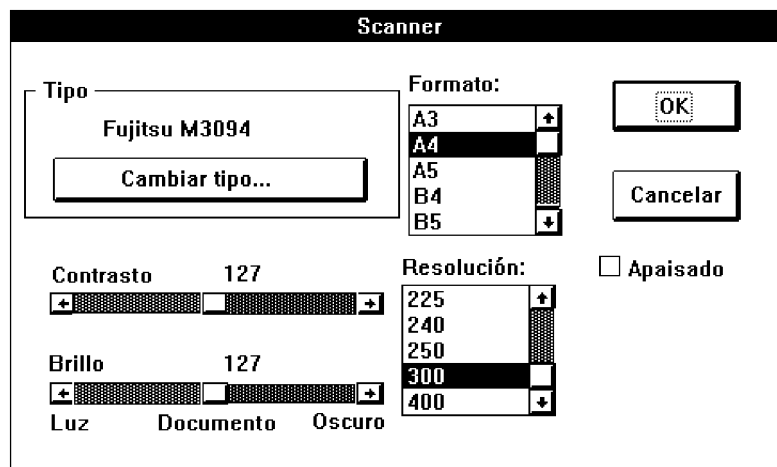 Scanner
Tipo
Fujitsu M3094
Cambiar tipo...
Formato:
A3
A4
A5
B4
B5
OK
Cancelar
Contrasto 127
Brillo 127
Luz Documento Oscuro
Resolución:
225
240
250
300
400
Apaisado